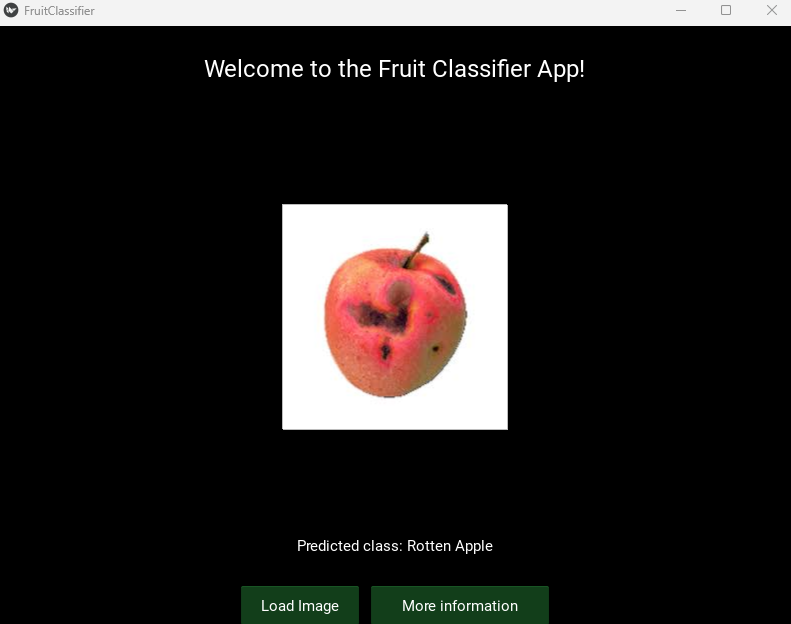 FruitClassifier
Welcome to the Fruit Classifier App!
Predicted class: Rotten Apple
Load Image
More information